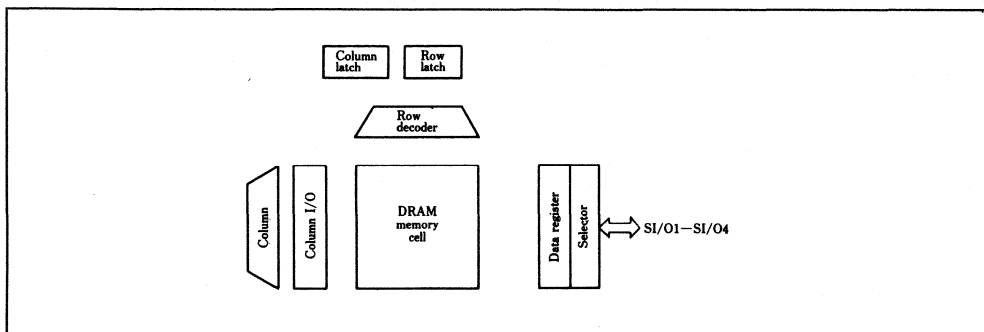 Column
latch
Row
latch
Row
decoder
Column
Column I/O
DRAM
memory
cell
Data register
Selector
SI/O1—SI/O4